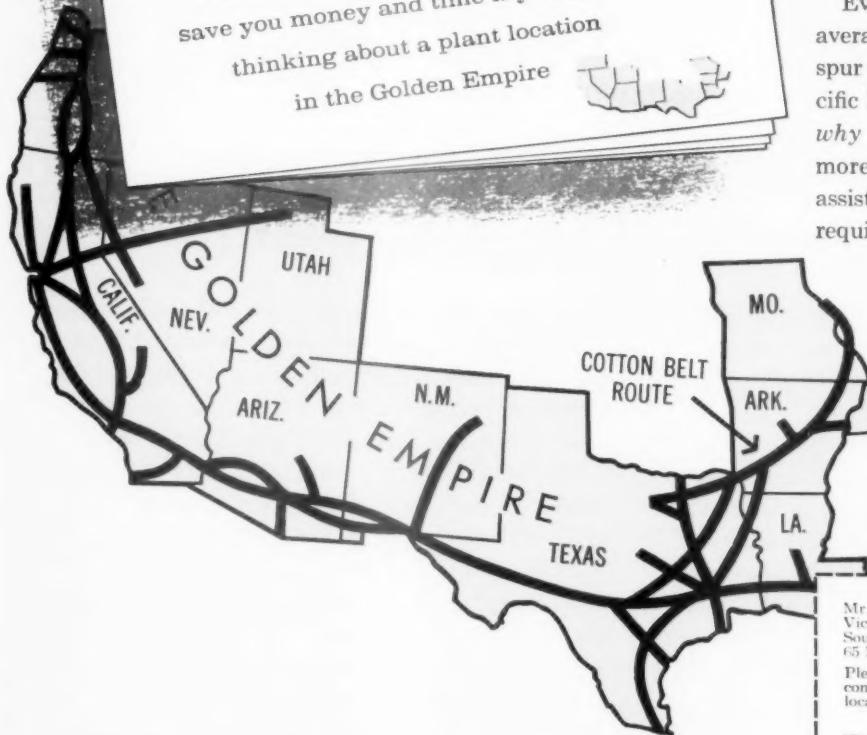 save you money and time
thinking about a plant location
in the Golden Empire
spur
cific
why
more
assist
requi
GOLDEN EMPIRE
UTAH
CALIF.
NEV.
ARIZ.
N.M.
TEXAS
COTTON BELT
ROUTE
MO.
ARK.
LA.
Mr
Vic
Sou
65
Ple
con
loca